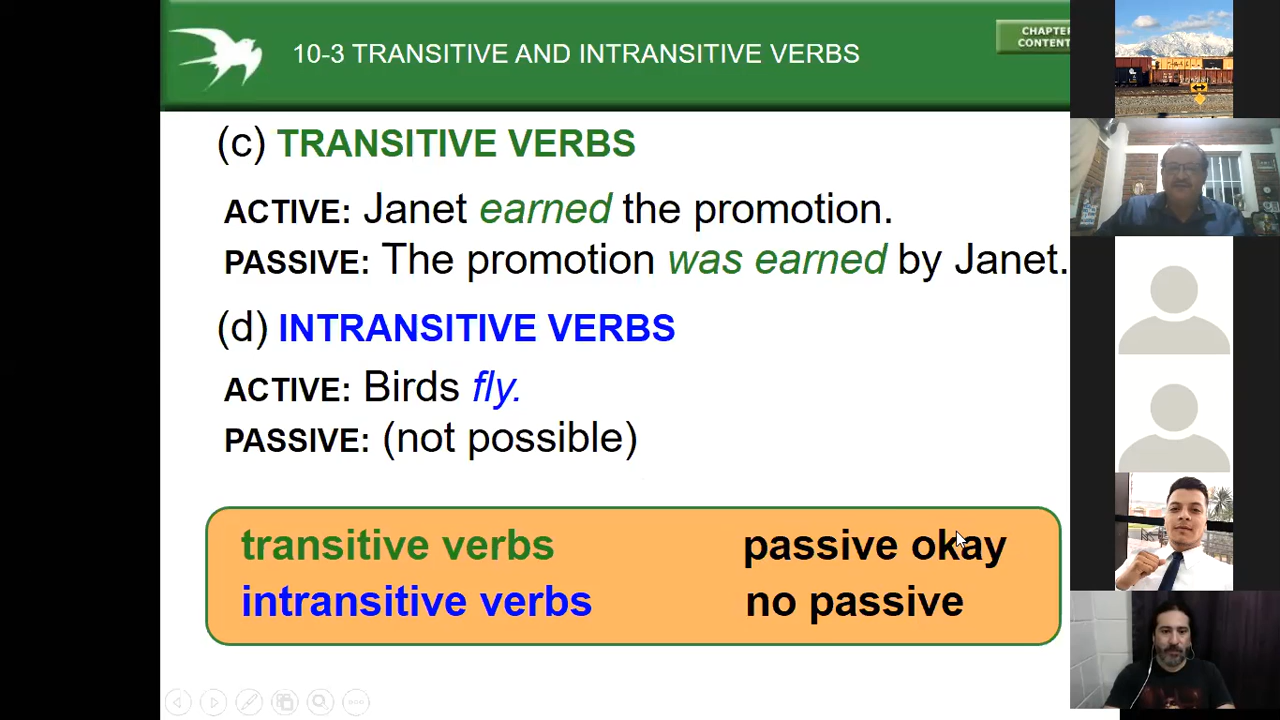 10-3 TRANSITIVE AND INTRANSITIVE VERBS
CHAPTER
CONTENT
(c) TRANSITIVE VERBS
ACTIVE: Janet earned the promotion.
PASSIVE: The promotion was earned by Janet.
(d) INTRANSITIVE VERBS
ACTIVE: Birds fly.
PASSIVE: (not possible)
transitive verbs passive okay
intransitive verbs no passive